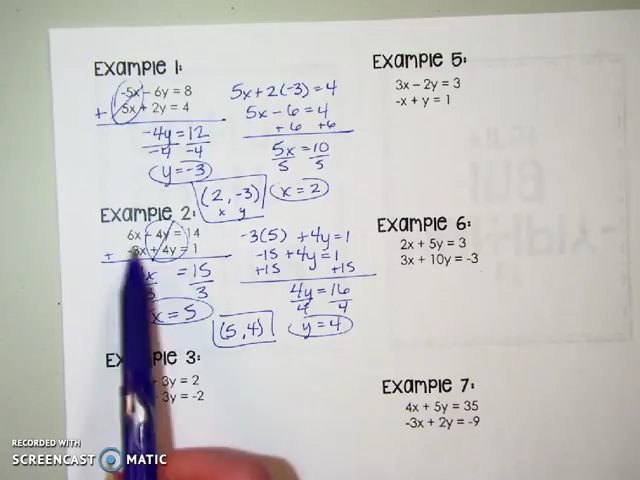 Example 1:
-5x - 6y = 8
+ 5x + 2y = 4
-4y = 12
-4 -4
y = -3
5x + 2(-3) = 4
5x - 6 = 4
+6 +6
5x = 10
5 5
x = 2
(2, -3)
x y
Example 2:
6x - 4y = 14
+ -3x + 4y = 1
x = 15
3
x = 5
-3(5) + 4y = 1
-15 + 4y = 1
+15 +15
4y = 16
4 4
y = 4
(5, 4)
Ex ple 3:
3y = 2
3y = -2
Example 5:
3x - 2y = 3
-x + y = 1
Example 6:
2x + 5y = 3
3x + 10y = -3
Example 7:
4x + 5y = 35
-3x + 2y = -9
RECORDED WITH
SCREENCAST MATIC